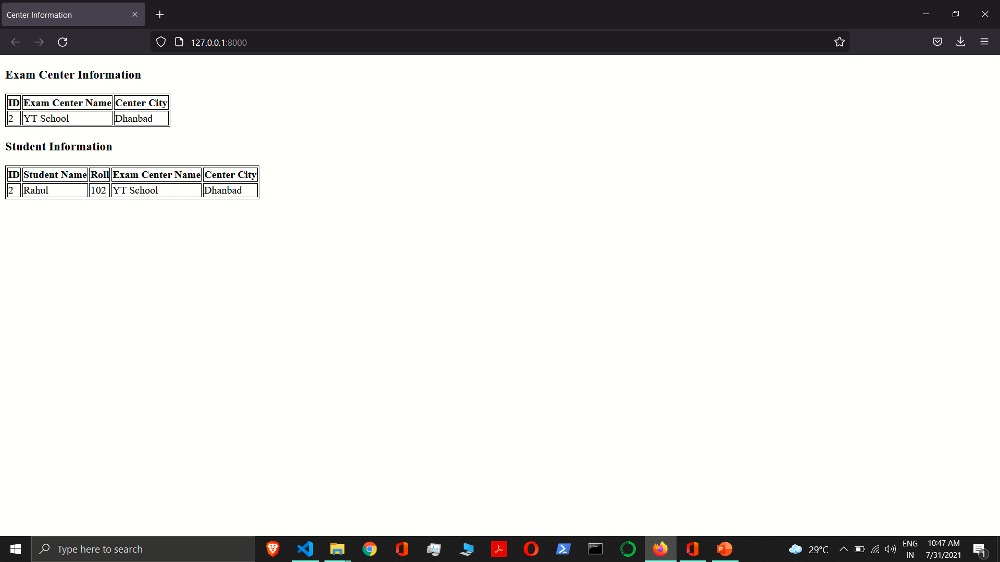 Center Information
127.0.0.1:8000
Exam Center Information
ID Exam Center Name Center City
2 YT School Dhanbad
Student Information
ID Student Name Roll Exam Center Name Center City
2 Rahul 102 YT School Dhanbad
Type here to search
P
29°C
ENG
IN
10:47 AM
7/31/2021
1